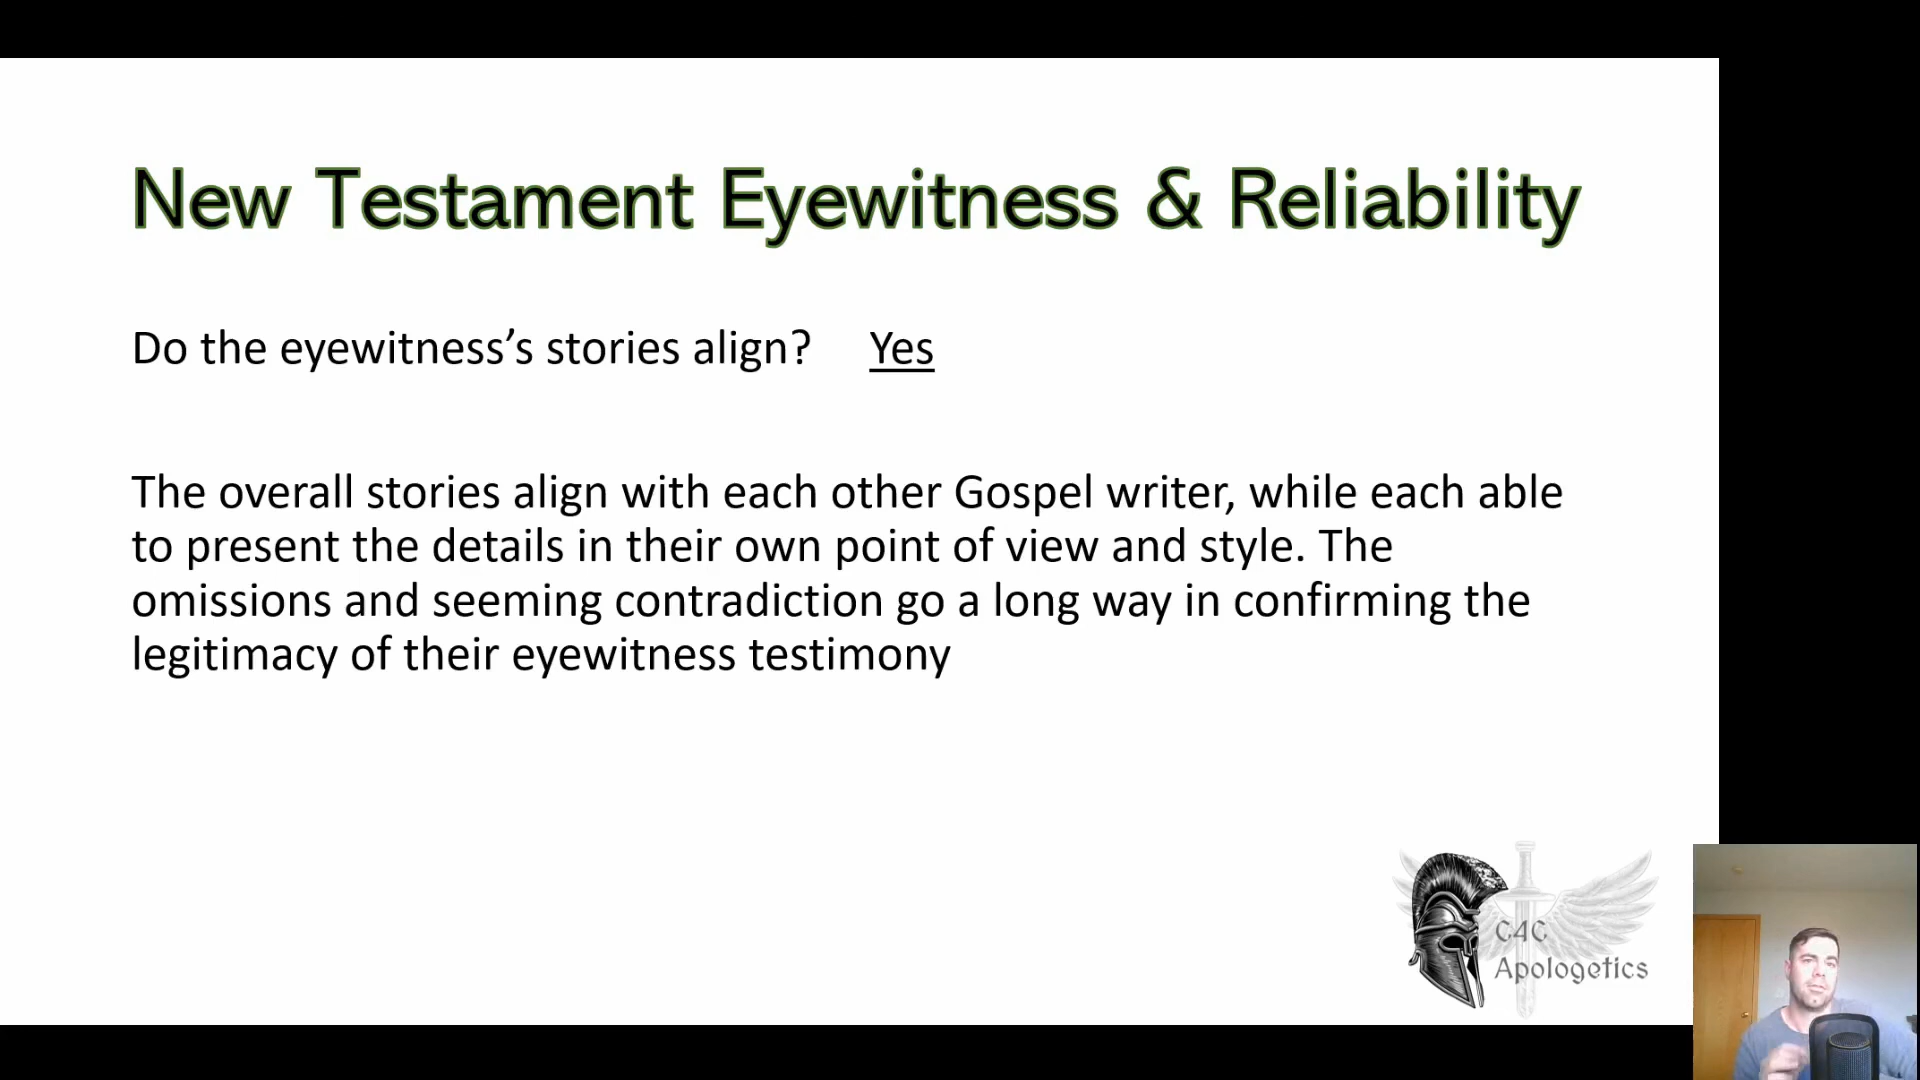 New Testament Eyewitness & Reliability
Do the eyewitness’s stories align? Yes
The overall stories align with each other Gospel writer, while each able
to present the details in their own point of view and style. The
omissions and seeming contradiction go a long way in confirming the
legitimacy of their eyewitness testimony
C4C
Apologetics